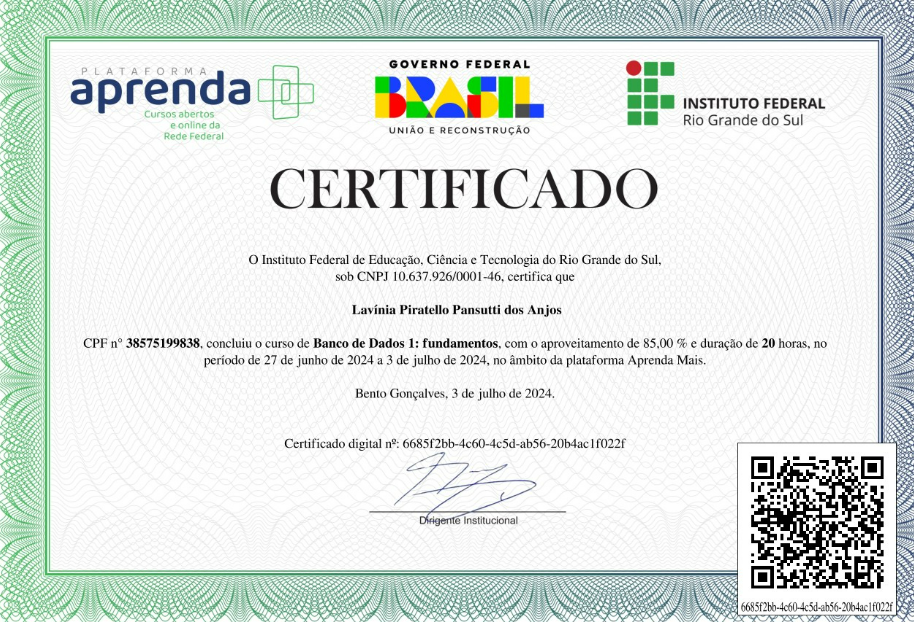 PLATAFORMA
aprenda
Cursos abertos
e online da
Rede Federal
GOVERNO FEDERAL
BRASIL
UNIÃO E RECONSTRUÇÃO
INSTITUTO FEDERAL
Rio Grande do Sul
CERTIFICADO
O Instituto Federal de Educação, Ciência e Tecnologia do Rio Grande do Sul,
sob CNPJ 10.637.926/0001-46, certifica que
Lavínia Piratello Pansutti dos Anjos
CPF n° 38575199838, concluiu o curso de Banco de Dados 1: fundamentos, com o aproveitamento de 85,00 % e duração de 20 horas, no
período de 27 de junho de 2024 a 3 de julho de 2024, no âmbito da plataforma Aprenda Mais.
Bento Gonçalves, 3 de julho de 2024.
Certificado digital nº: 6685f2bb-4c60-4c5d-ab56-20b4ac1f022f
Dirigente Institucional
6685f2bb-4c60-4c5d-ab56-20b4ac1f022f